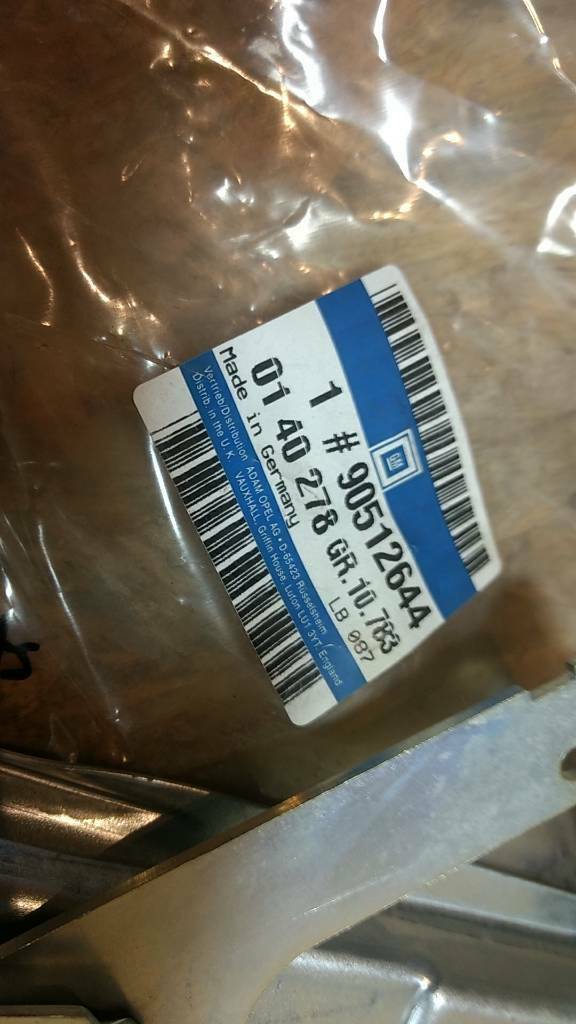 GM
1 # 90512644
01 40 278 GR.10.783
Made in Germany LB 087
Vertrieb/Distribution ADAM OPEL AG • D-65423 Rüsselsheim
Distrib. in the U. K. VAUXHALL, Griffin House, Luton LU1 3YT, England